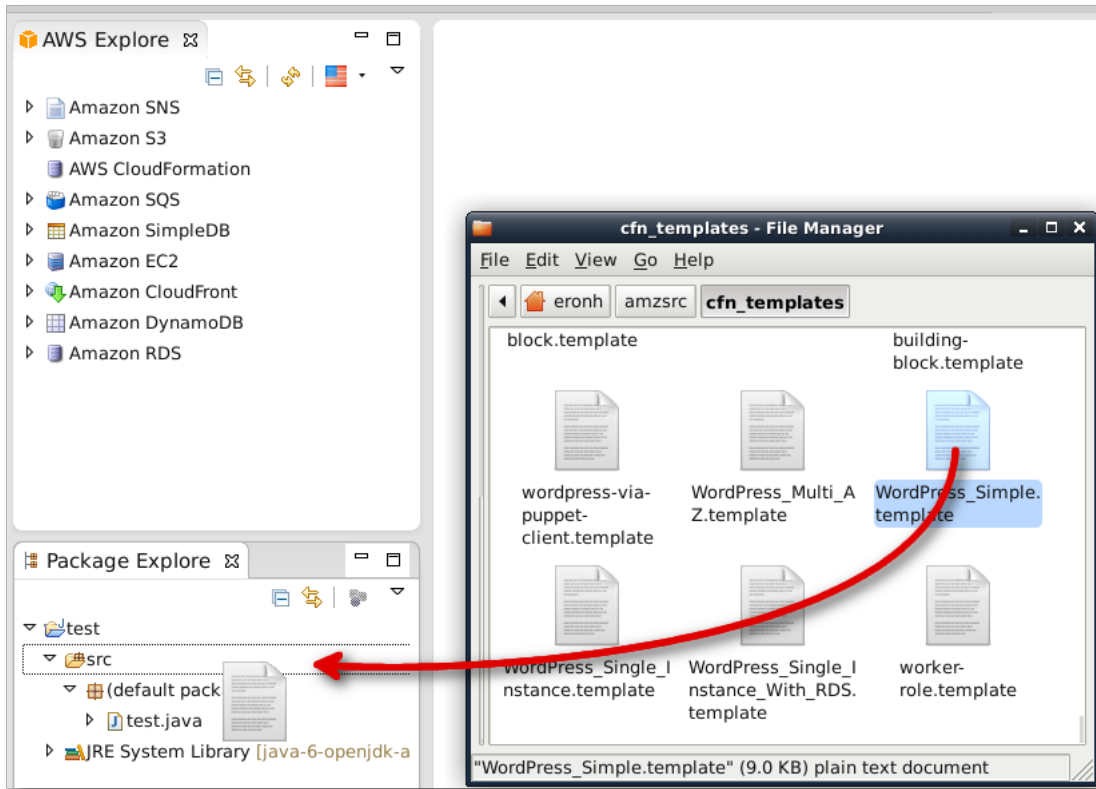 AWS Explore
Amazon SNS
Amazon S3
AWS CloudFormation
Amazon SQS
Amazon SimpleDB
Amazon EC2
Amazon CloudFront
Amazon DynamoDB
Amazon RDS
Package Explore
test
src
(default pack
test.java
JRE System Library [java-6-openjdk-a
cfn_templates - File Manager
File Edit View Go Help
eronh amzsrc cfn_templates
block.template
building-
block.template
wordpress-via-
puppet-
client.template
WordPress_Multi_A
Z.template
WordPress_Simple.
template
WordPress_Single_I
nstance.template
WordPress_Single_I
nstance_With_RDS.
template
worker-
role.template
"WordPress_Simple.template" (9.0 KB) plain text document